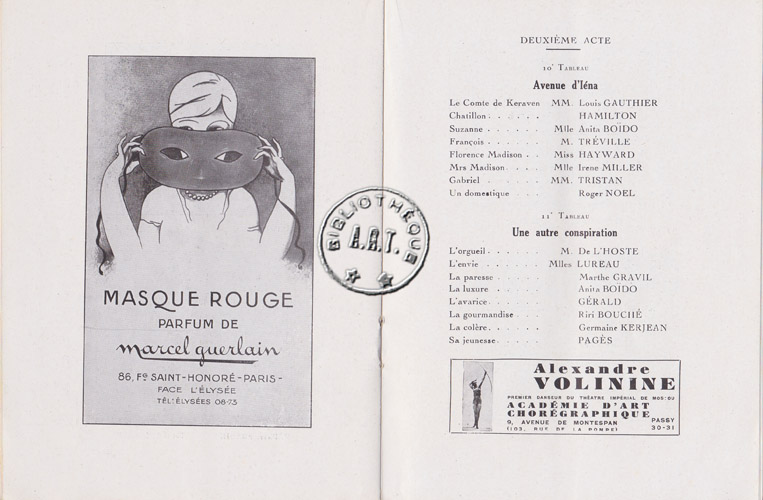 MASQUE ROUGE
PARFUM DE
marcel guerlain
86, Fg SAINT-HONORÉ-PARIS-
FACE L'ÉLYSÉE
TÉL: ÉLYSÉES 08-73
BIBLIOTHÈQUE
A.R.T.
DEUXIÈME ACTE
10e TABLEAU
Avenue d'Iéna
Le Comte de Keraven MM. Louis GAUTHIER
Chatillon . . . . . . HAMILTON
Suzanne . . . . . . Mlle Anita BOIDO
François . . . . . . M. TRÉVILLE
Florence Madison . . Miss HAYWARD
Mrs Madison . . . . Mlle Irene MILLER
Gabriel . . . . . . MM. TRISTAN
Un domestique . . Roger NOEL
11e TABLEAU
Une autre conspiration
L'orgueil . . . . . . M. De L'HOSTE
L'envie . . . . . . Mlles LUREAU
La paresse . . . . . Marthe GRAVIL
La luxure . . . . . Anita BOIDO
L'avarice . . . . . GÉRALD
La gourmandise . . . Riri BOUCHÉ
La colère . . . . . Germaine KERJEAN
Sa jeunesse . . . . . PAGÈS
Alexandre
VOLININE
PREMIER DANSEUR DU THÉATRE IMPÉRIAL DE MOSCOU
ACADÉMIE D'ART
CHORÉGRAPHIQUE
9, AVENUE DE MONTESPAN
(103, RUE DE LA POMPE)
PASSY
30-31